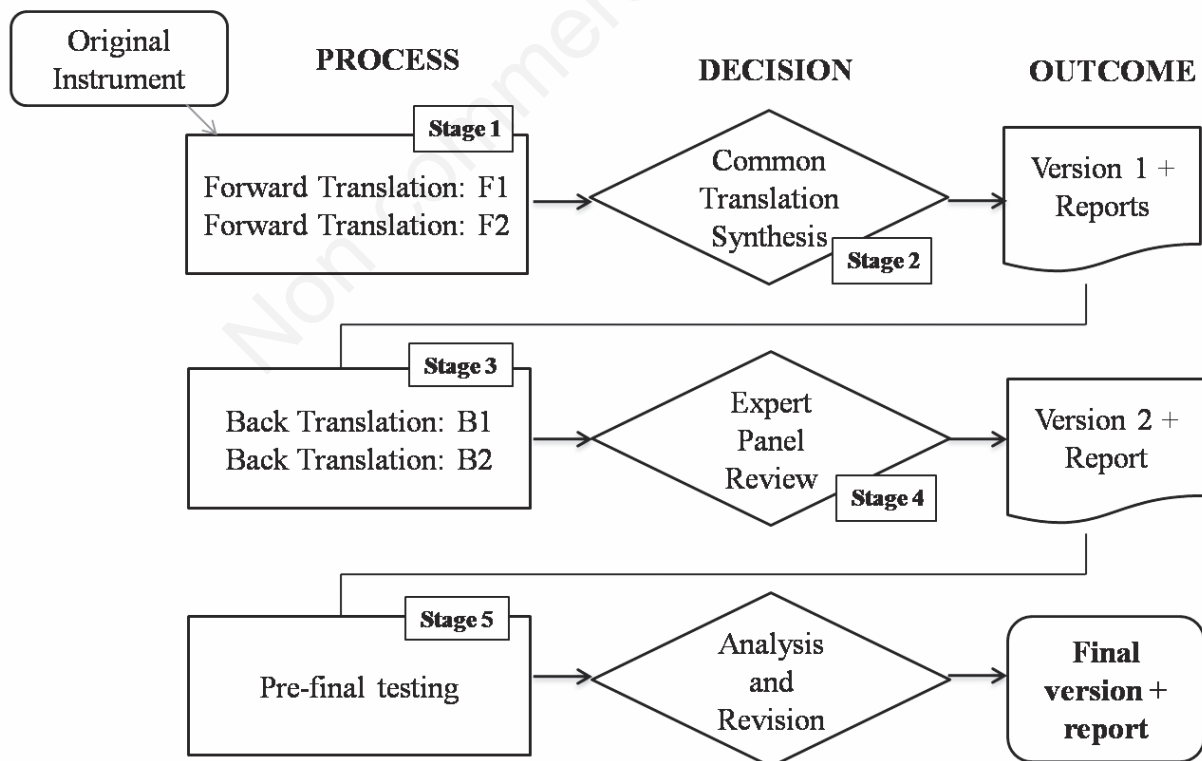 Original
Instrument
PROCESS
DECISION
OUTCOME
Stage 1
Forward Translation: F1
Forward Translation: F2
Common
Translation
Synthesis
Stage 2
Version 1 +
Reports
Stage 3
Back Translation: B1
Back Translation: B2
Expert
Panel
Review
Stage 4
Version 2 +
Report
Stage 5
Pre-final testing
Analysis
and
Revision
Final
version +
report
Non Commer